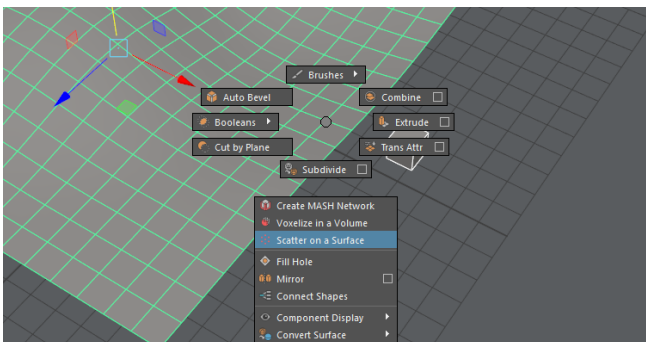 Brushes
Auto Bevel
Combine
Booleans
Extrude
Cut by Plane
Trans Attr
Subdivide
Create MASH Network
Voxelize in a Volume
Scatter on a Surface
Fill Hole
Mirror
Connect Shapes
Component Display
Convert Surface